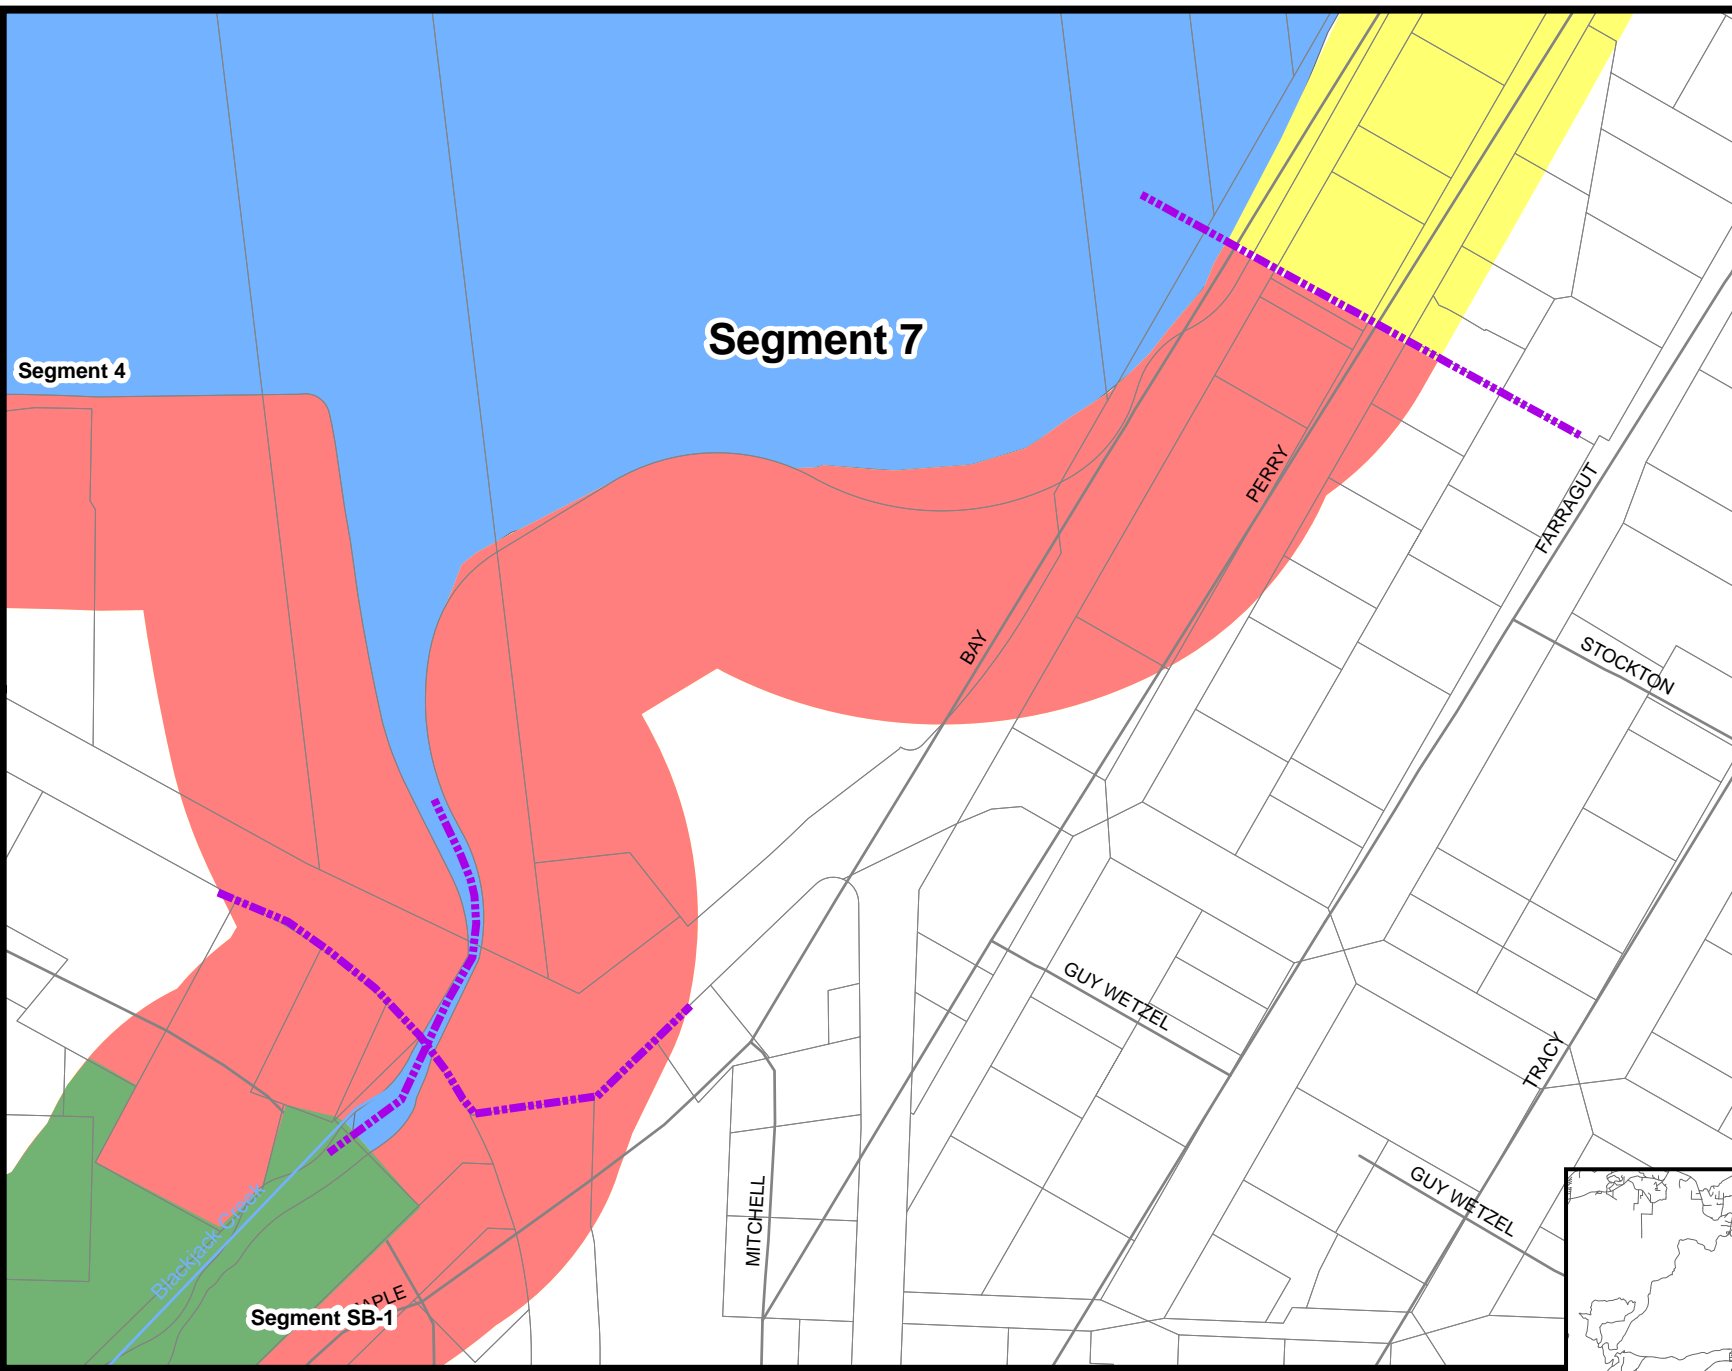 Segment 7
Segment 4
PERRY
FARRAGUT
BAY
STOCKTON
GUY WETZEL
TRACY
MITCHELL
GUY WETZEL
Blackjack Creek
APLE
Segment SB-1